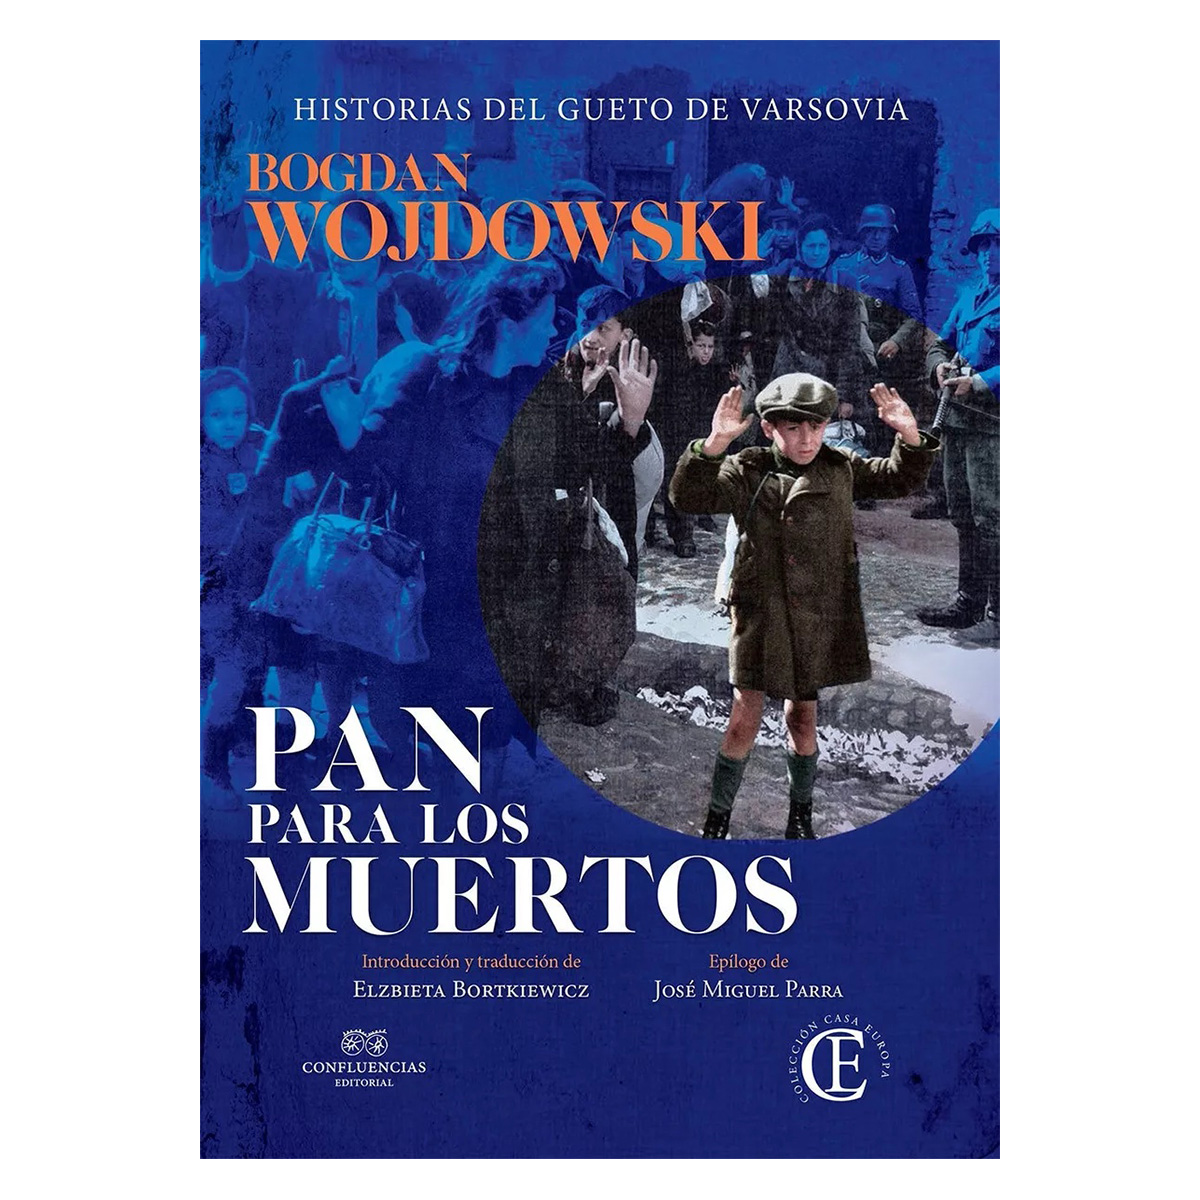 HISTORIAS DEL GUETO DE VARSOVIA
BOGDAN
WOJDOWSKI
PAN
PARA LOS
MUERTOS
Introducción y traducción de
ELZBIETA BORTKIEWICZ
Epílogo de
JOSÉ MIGUEL PARRA
CONFLUENCIAS
EDITORIAL
COLECCIÓN CASA EUROPA
CE